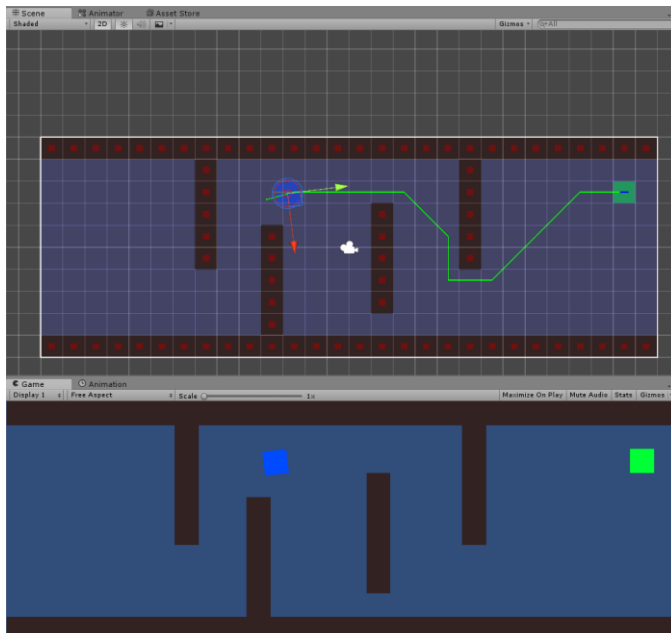 Scene Animator Asset Store
Shaded 2D Gizmos All
Game Animation
Display 1 Free Aspect Scale 1x Maximize On Play Mute Audio Stats Gizmos